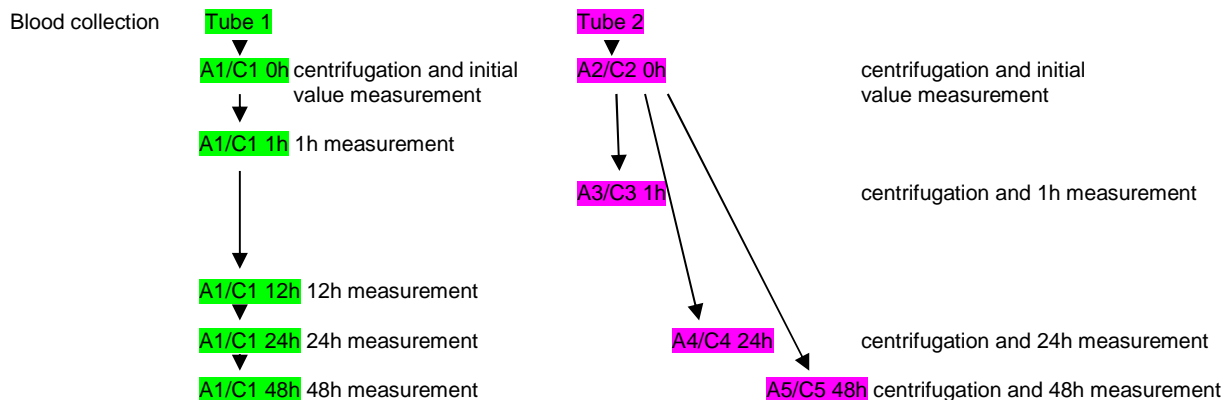 Blood collection Tube 1 Tube 2
A1/C1 0h centrifugation and initial A2/C2 0h centrifugation and initial
value measurement value measurement
A1/C1 1h 1h measurement
A3/C3 1h centrifugation and 1h measurement
A1/C1 12h 12h measurement
A1/C1 24h 24h measurement A4/C4 24h centrifugation and 24h measurement
A1/C1 48h 48h measurement A5/C5 48h centrifugation and 48h measurement